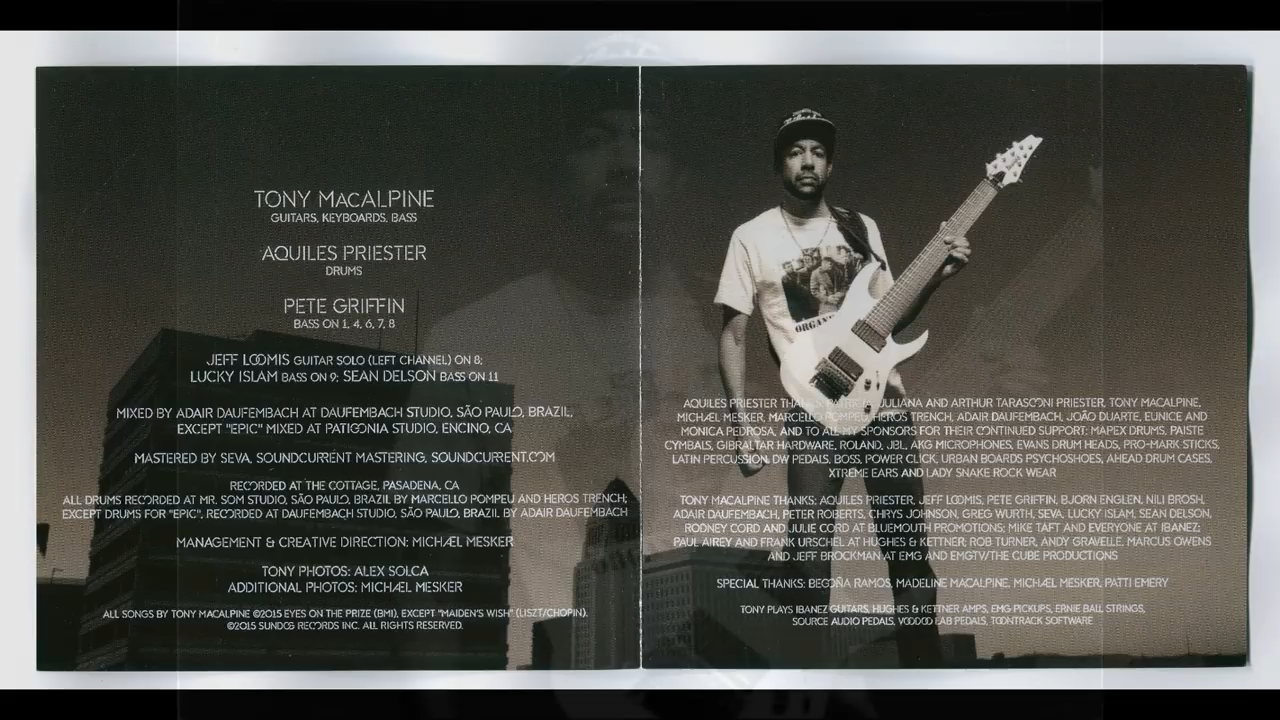 TONY MACALPINE
GUITARS, KEYBOARDS, BASS
AQUILES PRIESTER
DRUMS
PETE GRIFFIN
BASS ON 1, 4, 6, 7, 8
JEFF LOOMIS GUITAR SOLO (LEFT CHANNEL) ON 8;
LUCKY ISLAM BASS ON 9; SEAN DELSON BASS ON 11
MIXED BY ADAIR DAUFEMBACH AT DAUFEMBACH STUDIO, SÃO PAULO, BRAZIL,
EXCEPT "EPIC" MIXED AT PATIGONIA STUDIO, ENCINO, CA
MASTERED BY SEVA, SOUNDCURRENT MASTERING, SOUNDCURRENT.COM
RECORDED AT THE COTTAGE, PASADENA, CA
ALL DRUMS RECORDED AT MR. SOM STUDIO, SÃO PAULO, BRAZIL BY MARCELLO POMPEU AND HEROS TRENCH;
EXCEPT DRUMS FOR "EPIC", RECORDED AT DAUFEMBACH STUDIO, SÃO PAULO, BRAZIL BY ADAIR DAUFEMBACH
MANAGEMENT & CREATIVE DIRECTION: MICHAEL MESKER
TONY PHOTOS: ALEX SOLCA
ADDITIONAL PHOTOS: MICHAEL MESKER
ALL SONGS BY TONY MACALPINE ©2015 EYES ON THE PRIZE (BMI), EXCEPT "MAIDEN'S WISH" (LISZT/CHOPIN).
©2015 SUNDOG RECORDS INC. ALL RIGHTS RESERVED.
ORGANI
AQUILES PRIESTER THANKS: PATRICIA, JULIANA AND ARTHUR TARASCONI PRIESTER, TONY MACALPINE,
MICHAEL MESKER, MARCELLO POMPEU, HEROS TRENCH, ADAIR DAUFEMBACH, JOÃO DUARTE, EUNICE AND
MONICA PEDROSA, AND TO ALL MY SPONSORS FOR THEIR CONTINUED SUPPORT: MAPEX DRUMS, PAISTE
CYMBALS, GIBRALTAR HARDWARE, ROLAND, JBL, AKG MICROPHONES, EVANS DRUM HEADS, PRO-MARK STICKS,
LATIN PERCUSSION, DW PEDALS, BOSS, POWER CLICK, URBAN BOARDS PSYCHOSHOES, AHEAD DRUM CASES,
XTREME EARS AND LADY SNAKE ROCK WEAR
TONY MACALPINE THANKS: AQUILES PRIESTER, JEFF LOOMIS, PETE GRIFFIN, BJORN ENGLEN, NILI BROSH,
ADAIR DAUFEMBACH, PETER ROBERTS, CHRYS JOHNSON, GREG WURTH, SEVA, LUCKY ISLAM, SEAN DELSON,
RODNEY CORD AND JULIE CORD AT BLUEMOUTH PROMOTIONS; MIKE TAFT AND EVERYONE AT IBANEZ;
PAUL AIREY AND FRANK URSCHEL AT HUGHES & KETTNER; ROB TURNER, ANDY GRAVELLE, MARCUS OWENS
AND JEFF BROCKMAN AT EMG AND EMGTV/THE CUBE PRODUCTIONS
SPECIAL THANKS: BEGOÑA RAMOS, MADELINE MACALPINE, MICHAEL MESKER, PATTI EMERY
TONY PLAYS IBANEZ GUITARS, HUGHES & KETTNER AMPS, EMG PICKUPS, ERNIE BALL STRINGS,
SOURCE AUDIO PEDALS, VOODOO LAB PEDALS, TOONTRACK SOFTWARE